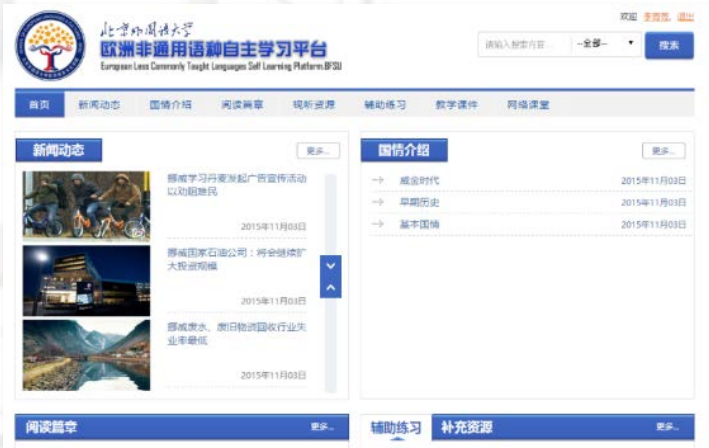 欢迎 退出
北京外国语大学
欧洲非通用语种自主学习平台
European Less Commonly Taught Languages Self Learning Platform.BFSU
请输入搜索内容... --全部-- 搜索
首页 新闻动态 国情介绍 阅读篇章 视听资源 辅助练习 教学课件 网络课堂
新闻动态 更多...
挪威学习丹麦发起广告宣传活动
以劝阻难民
2015年11月03日
挪威国家石油公司：将会继续扩
大投资规模
2015年11月03日
挪威废水、废旧物资回收行业失
业率最低
2015年11月03日
国情介绍 更多...
→ 威金时代 2015年11月03日
→ 早期历史 2015年11月03日
→ 基本国情 2015年11月03日
阅读篇章 更多...
辅助练习 补充资源 更多...